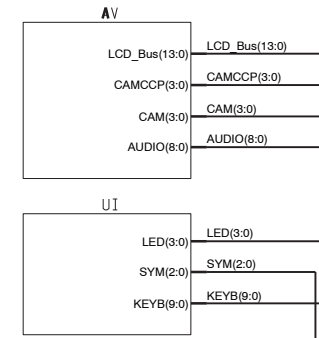 AV
LCD_Bus(13:0) LCD_Bus(13:0)
CAMCCP(3:0) CAMCCP(3:0)
CAM(3:0) CAM(3:0)
AUDIO(8:0) AUDIO(8:0)
UI
LED(3:0) LED(3:0)
SYM(2:0) SYM(2:0)
KEYB(9:0) KEYB(9:0)